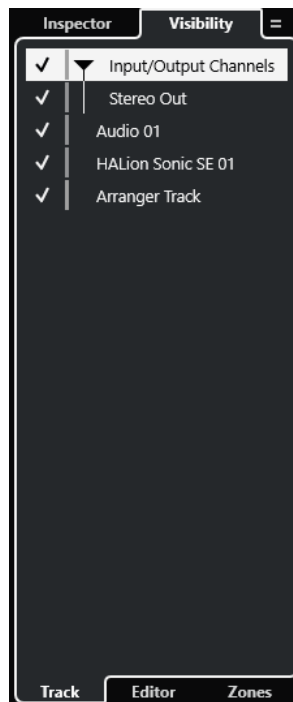 Inspector Visibility =
Input/Output Channels
Stereo Out
Audio 01
HALion Sonic SE 01
Arranger Track
Track Editor Zones